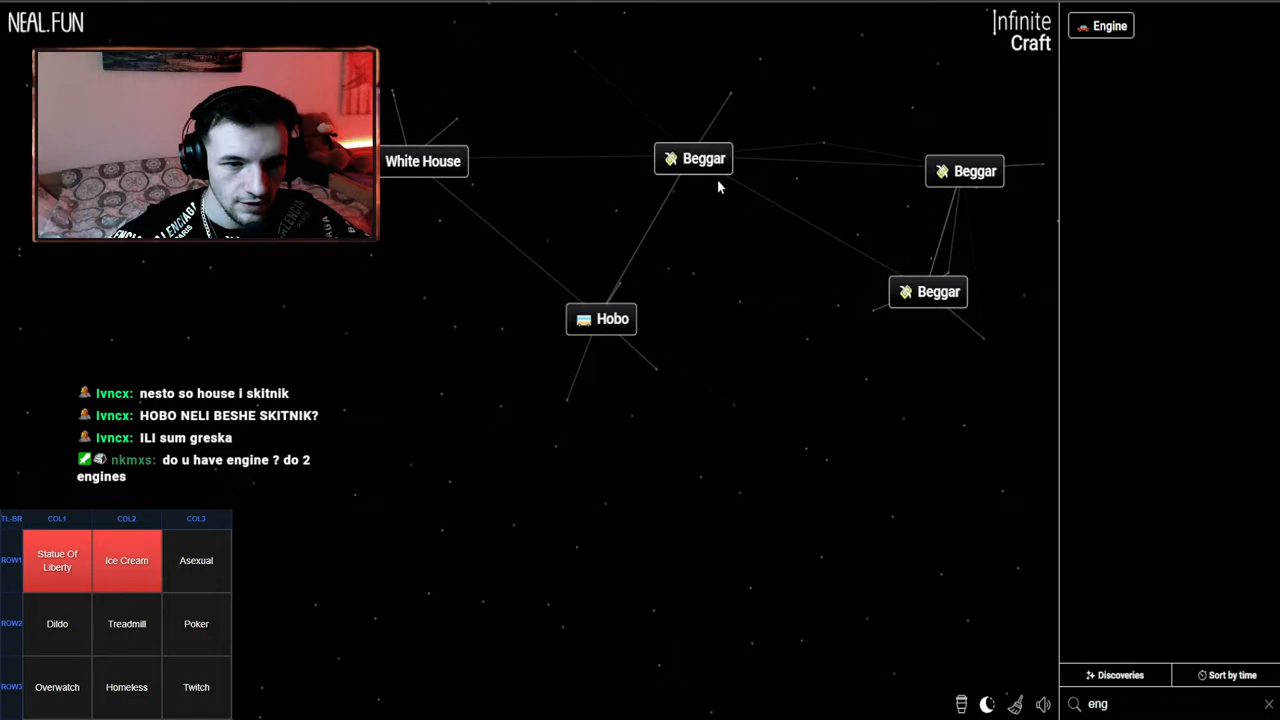 NEAL.FUN
Infinite
Craft
Engine
White House
Beggar
Beggar
Beggar
Hobo
lvncx: nesto so house i skitnik
lvncx: HOBO NELI BESHE SKITNIK?
lvncx: ILI sum greska
nkmxs: do u have engine ? do 2
engines
TL-BR COL1 COL2 COL3
ROW1 Statue Of Liberty Ice Cream Asexual
ROW2 Dildo Treadmill Poker
ROW3 Overwatch Homeless Twitch
Discoveries Sort by time
eng